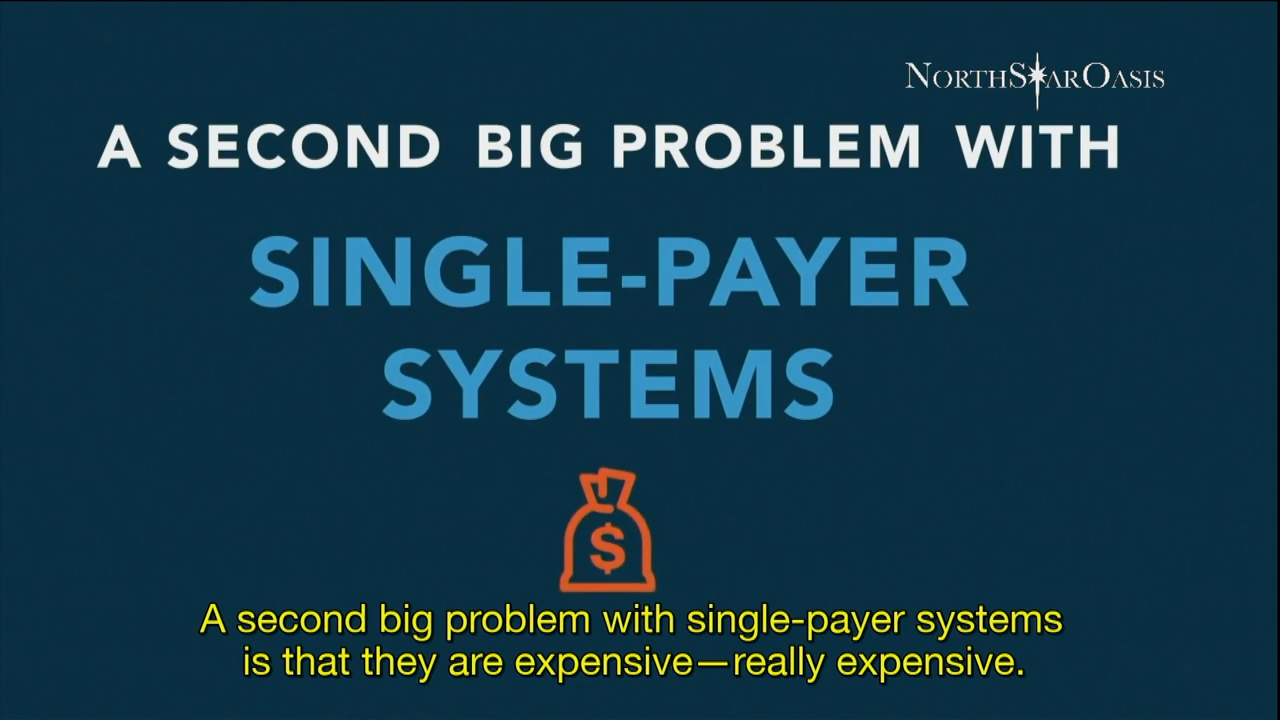 NORTHSTAROASIS
A SECOND BIG PROBLEM WITH
SINGLE-PAYER
SYSTEMS
$
A second big problem with single-payer systems
is that they are expensive—really expensive.